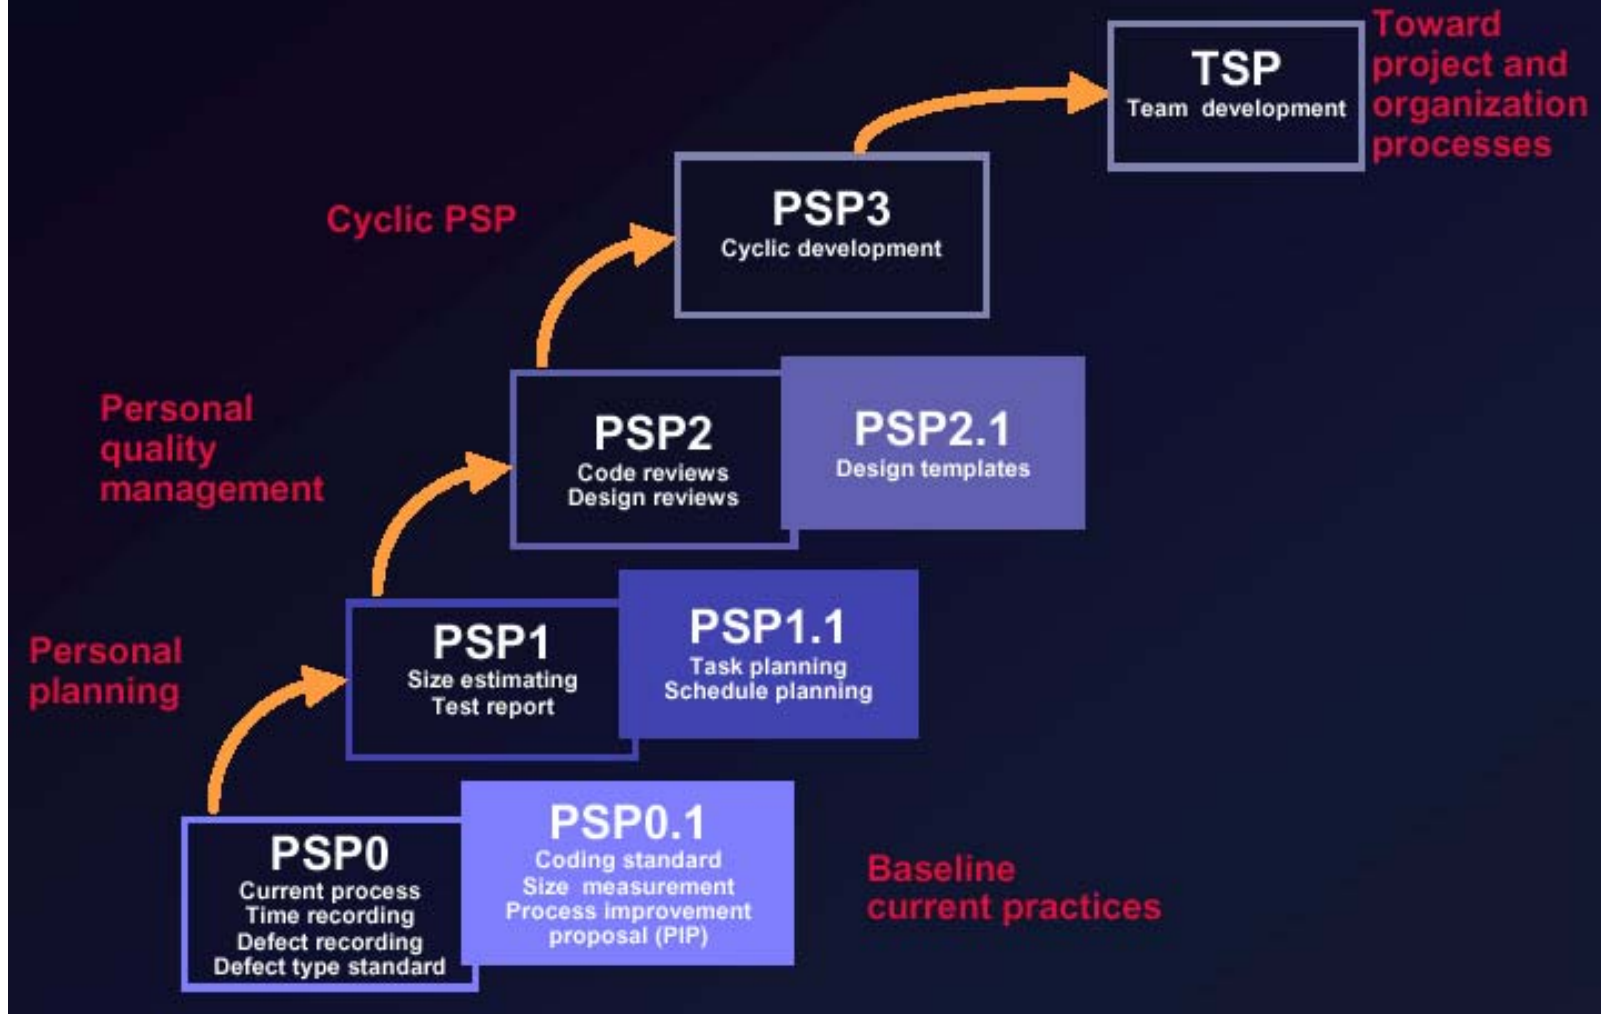 Toward
project and
organization
processes
TSP
Team development
Cyclic PSP
PSP3
Cyclic development
Personal
quality
management
PSP2
Code reviews
Design reviews
PSP2.1
Design templates
Personal
planning
PSP1
Size estimating
Test report
PSP1.1
Task planning
Schedule planning
PSP0
Current process
Time recording
Defect recording
Defect type standard
PSP0.1
Coding standard
Size measurement
Process improvement
proposal (PIP)
Baseline
current practices